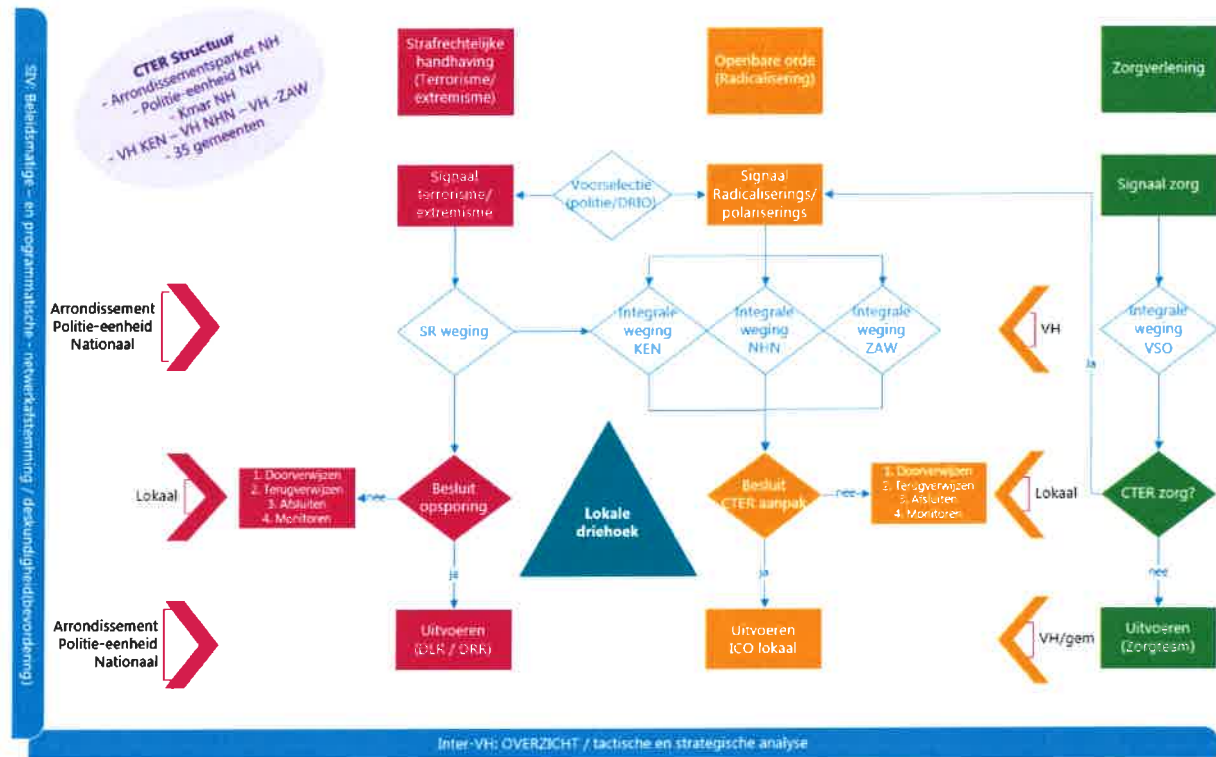 CTER Structuur
- Arrondissementsparket NH
- Politie-eenheid NH
- Kmar NH
- VH KEN – VH NHN – VH -ZAW
- 35 gemeenten
Strafrechtelijke
handhaving
(Terrorisme/
extremisme)
Openbare orde
(Radicalisering)
Zorgverlening
SIV: Beleidsmatige - en programmatische - netwerkafstemming / deskundigheid(bevordering)
Signaal
terrorisme/
extremisme
Voorselectie
(politie/DRIO)
Signaal
Radicaliserings/
polariserings
Signaal zorg
Arrondissement
Politie-eenheid
Nationaal
SR weging
Integrale
weging
KEN
Integrale
weging
NHN
Integrale
weging
ZAW
VH
Integrale
weging
VSO
Ja
Lokaal
1. Doorverwijzen
2. Terugverwijzen
3. Afsluiten
4. Monitoren
nee
Besluit
opsporing
Lokale
driehoek
Besluit
CTER aanpak
nee
1. Doorverwijzen
2. Terugverwijzen
3. Afsluiten
4. Monitoren
Lokaal
CTER zorg?
ja
ja
nee
Arrondissement
Politie-eenheid
Nationaal
Uitvoeren
(DLR / DRR)
Uitvoeren
ICO lokaal
VH/gem
Uitvoeren
(Zorgteam)
Inter-VH: OVERZICHT / tactische en strategische analyse